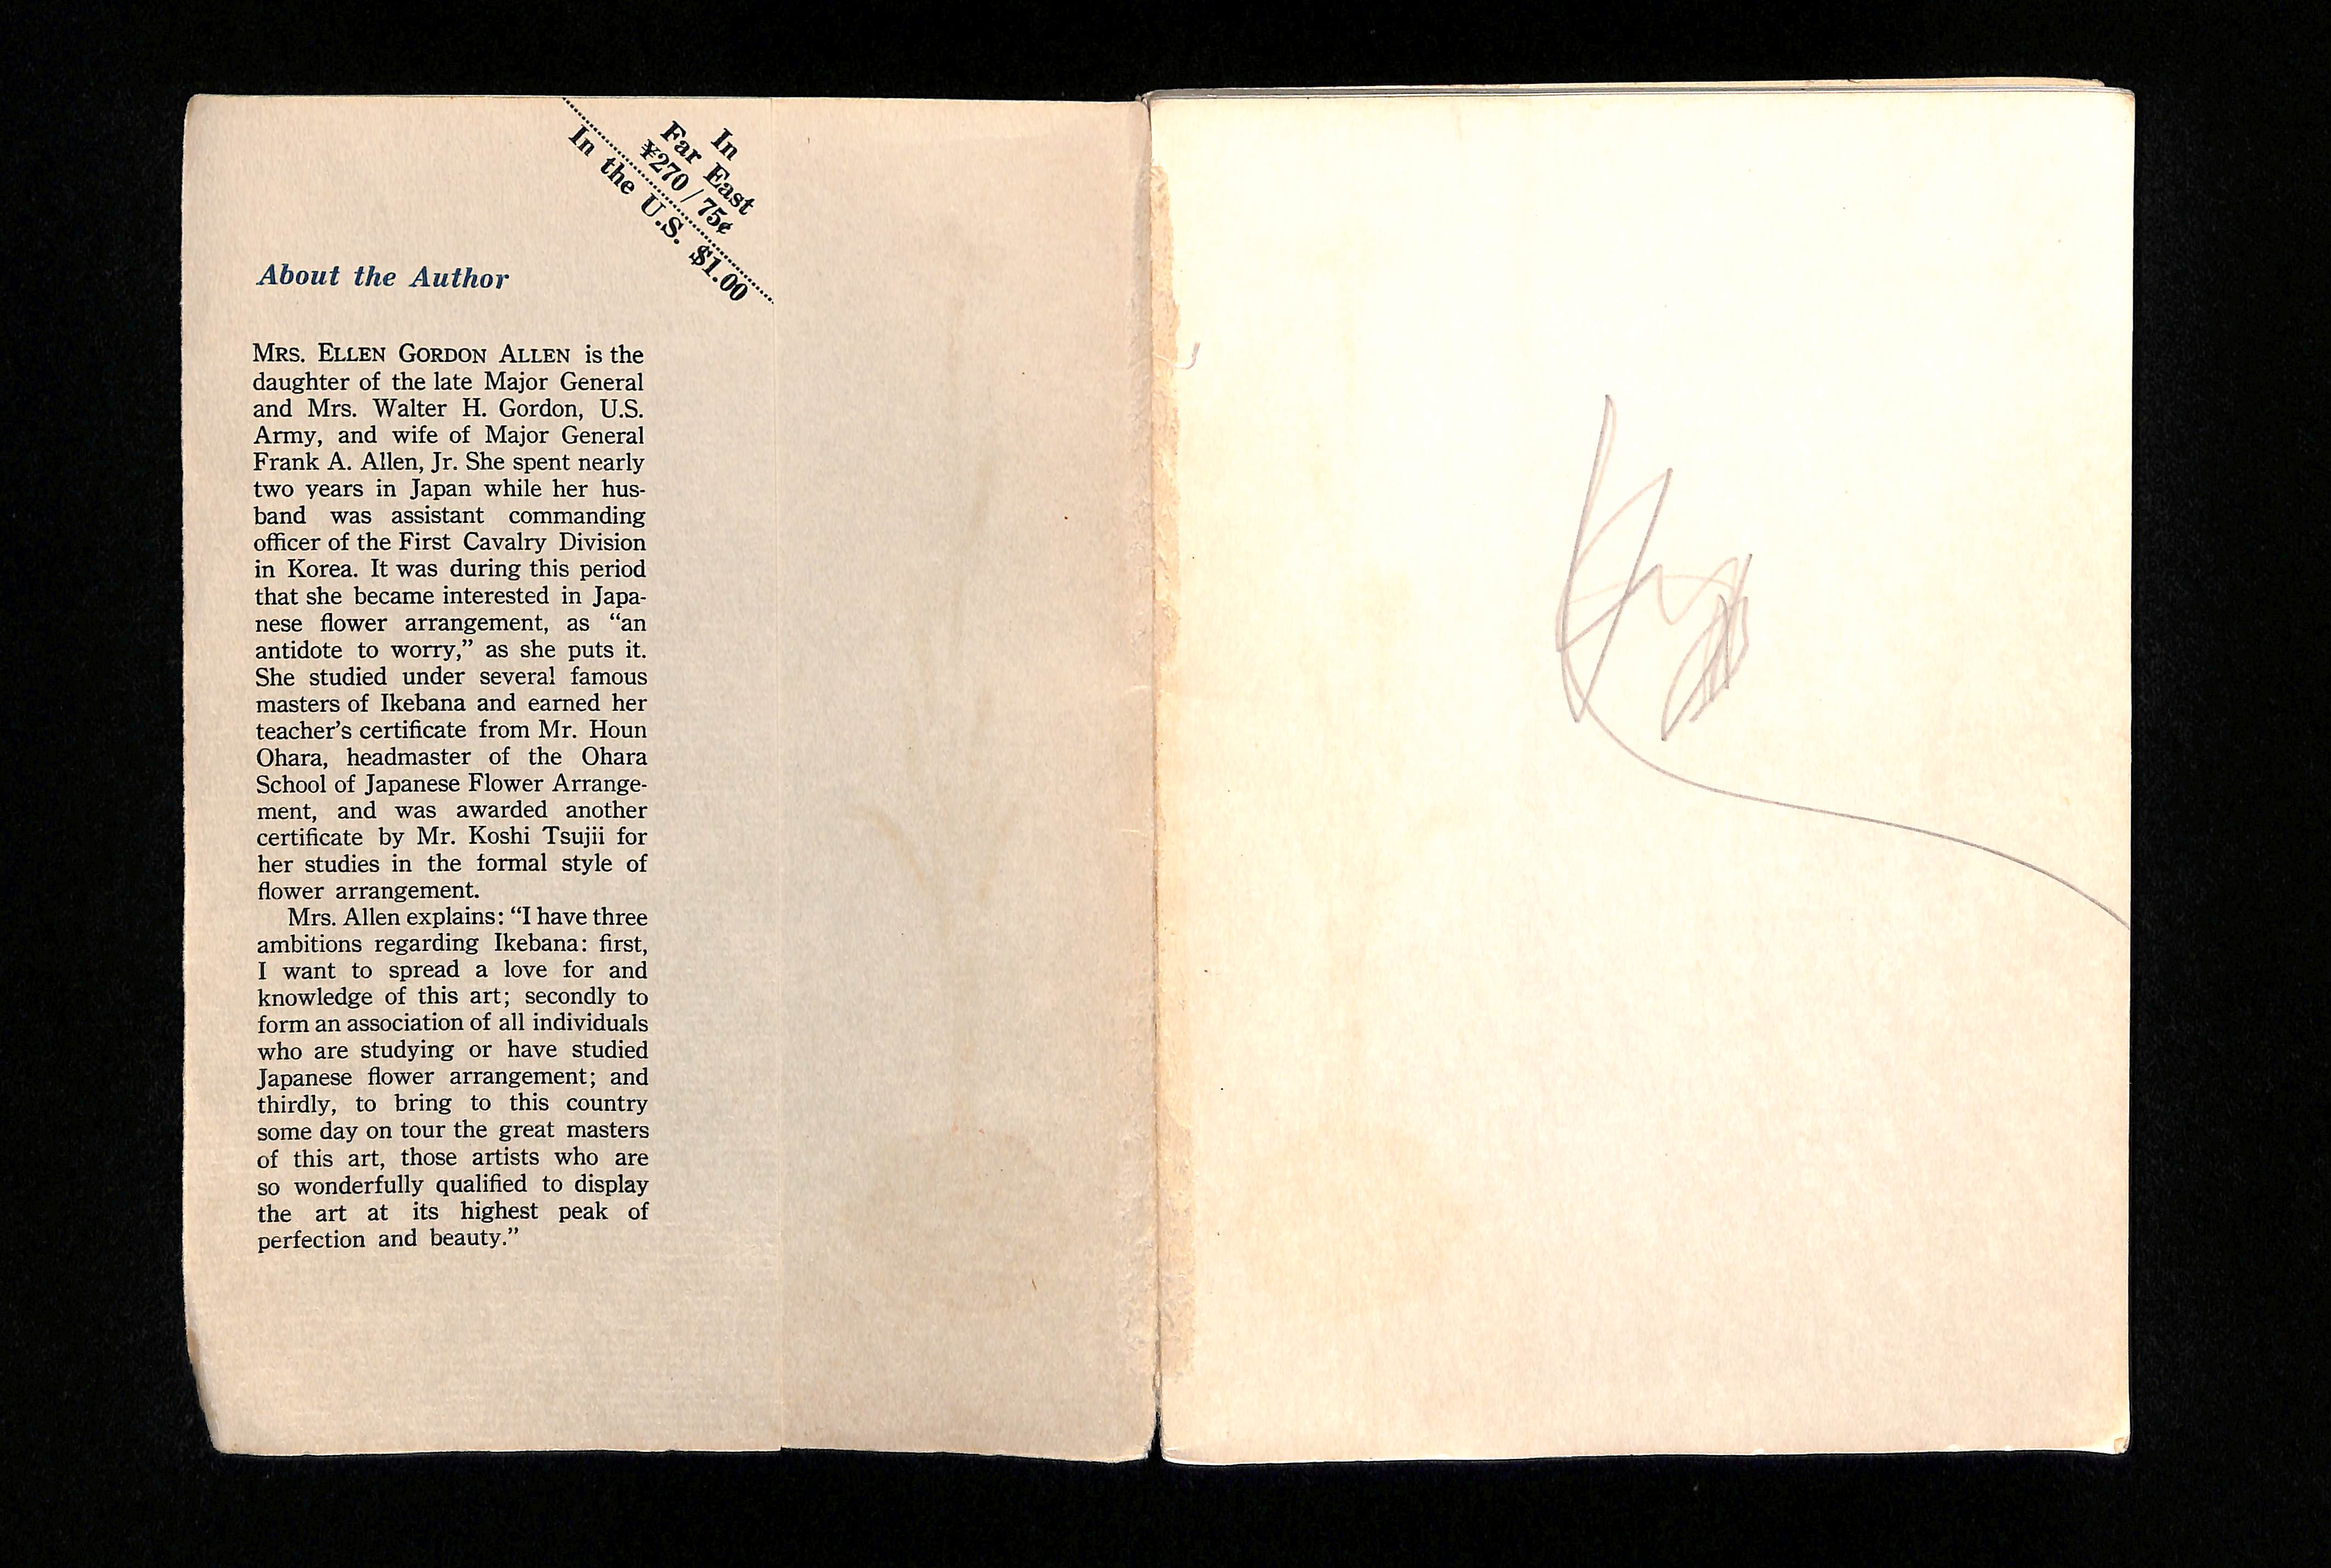 In
Far East
¥270 / 75¢
In the U.S. $1.00
About the Author
MRS. ELLEN GORDON ALLEN is the
daughter of the late Major General
and Mrs. Walter H. Gordon, U.S.
Army, and wife of Major General
Frank A. Allen, Jr. She spent nearly
two years in Japan while her hus-
band was assistant commanding
officer of the First Cavalry Division
in Korea. It was during this period
that she became interested in Japa-
nese flower arrangement, as “an
antidote to worry,” as she puts it.
She studied under several famous
masters of Ikebana and earned her
teacher’s certificate from Mr. Houn
Ohara, headmaster of the Ohara
School of Japanese Flower Arrange-
ment, and was awarded another
certificate by Mr. Koshi Tsujii for
her studies in the formal style of
flower arrangement.
Mrs. Allen explains: “I have three
ambitions regarding Ikebana: first,
I want to spread a love for and
knowledge of this art; secondly to
form an association of all individuals
who are studying or have studied
Japanese flower arrangement; and
thirdly, to bring to this country
some day on tour the great masters
of this art, those artists who are
so wonderfully qualified to display
the art at its highest peak of
perfection and beauty.”